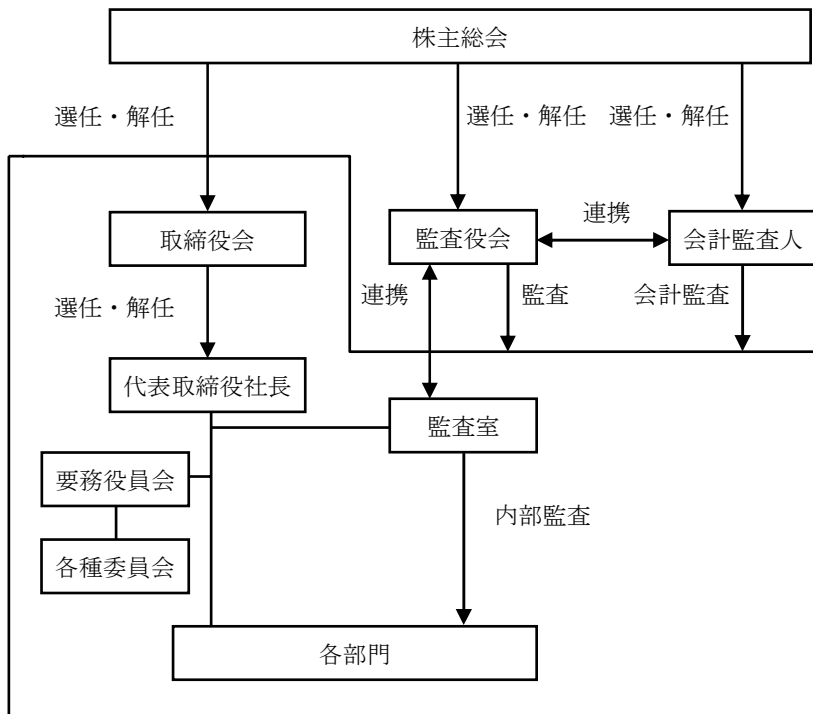 株主総会
選任・解任
選任・解任
選任・解任
取締役会
監査役会
連携
会計監査人
選任・解任
連携
監査
会計監査
代表取締役社長
監査室
要務役員会
内部監査
各種委員会
各部門